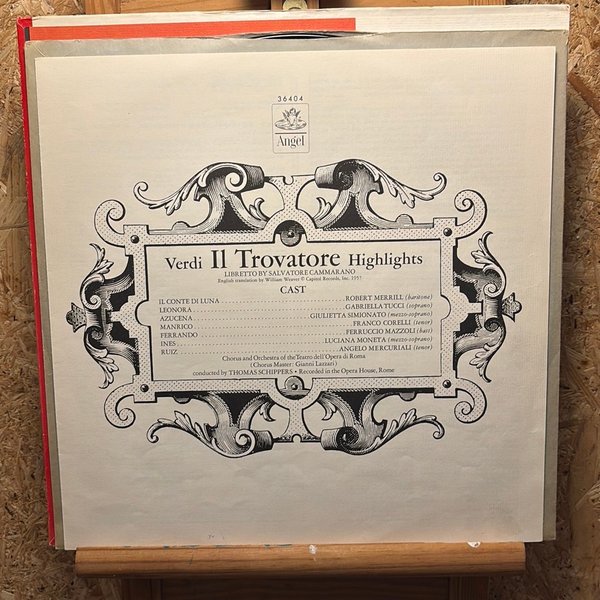 36404
Angel
Verdi Il Trovatore Highlights
LIBRETTO BY SALVATORE CAMMARANO
English translation by William Weaver © Capitol Records, Inc. 1957
CAST
IL CONTE DI LUNA ROBERT MERRILL (baritone)
LEONORA GABRIELLA TUCCI (soprano)
AZUCENA GIULIETTA SIMIONATO (mezzo-soprano)
MANRICO FRANCO CORELLI (tenor)
FERRANDO FERRUCCIO MAZZOLI (bass)
INES LUCIANA MONETA (mezzo-soprano)
RUIZ ANGELO MERCURIALI (tenor)
Chorus and Orchestra of the Teatro dell'Opera di Roma
(Chorus Master: Gianni Lazzari)
conducted by THOMAS SCHIPPERS • Recorded in the Opera House, Rome